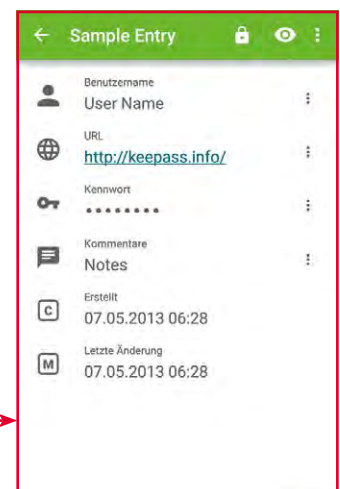 Sample Entry
Benutzername
User Name
URL
http://keepass.info/
Kennwort
••••••••
Kommentare
Notes
C
Erstellt
07.05.2013 06:28
M
Letzte Änderung
07.05.2013 06:28